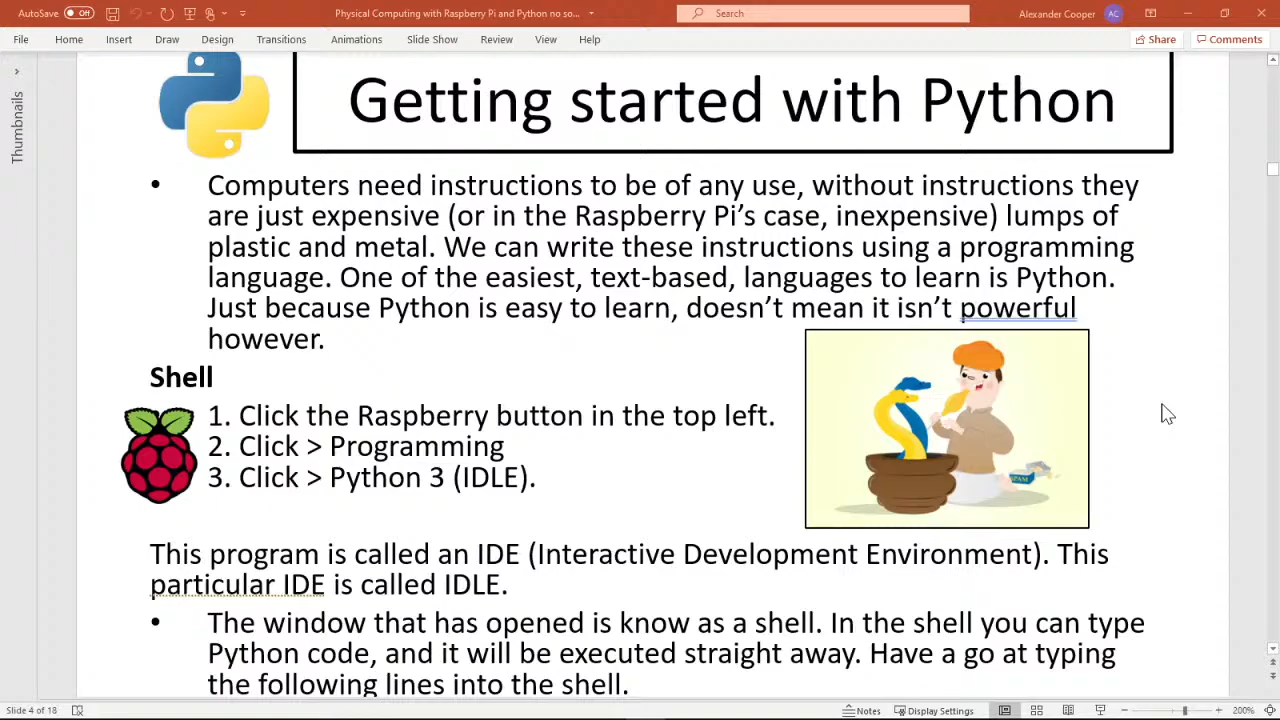 AutoSave Off Physical Computing with Raspberry Pi and Python no so... Search Alexander Cooper AC
File Home Insert Draw Design Transitions Animations Slide Show Review View Help Share Comments
Thumbnails
Getting started with Python
• Computers need instructions to be of any use, without instructions they
are just expensive (or in the Raspberry Pi’s case, inexpensive) lumps of
plastic and metal. We can write these instructions using a programming
language. One of the easiest, text-based, languages to learn is Python.
Just because Python is easy to learn, doesn’t mean it isn’t powerful
however.
Shell
1. Click the Raspberry button in the top left.
2. Click > Programming
3. Click > Python 3 (IDLE).
SPAM
This program is called an IDE (Interactive Development Environment). This
particular IDE is called IDLE.
• The window that has opened is know as a shell. In the shell you can type
Python code, and it will be executed straight away. Have a go at typing
the following lines into the shell.
Slide 4 of 18 Notes Display Settings 200%